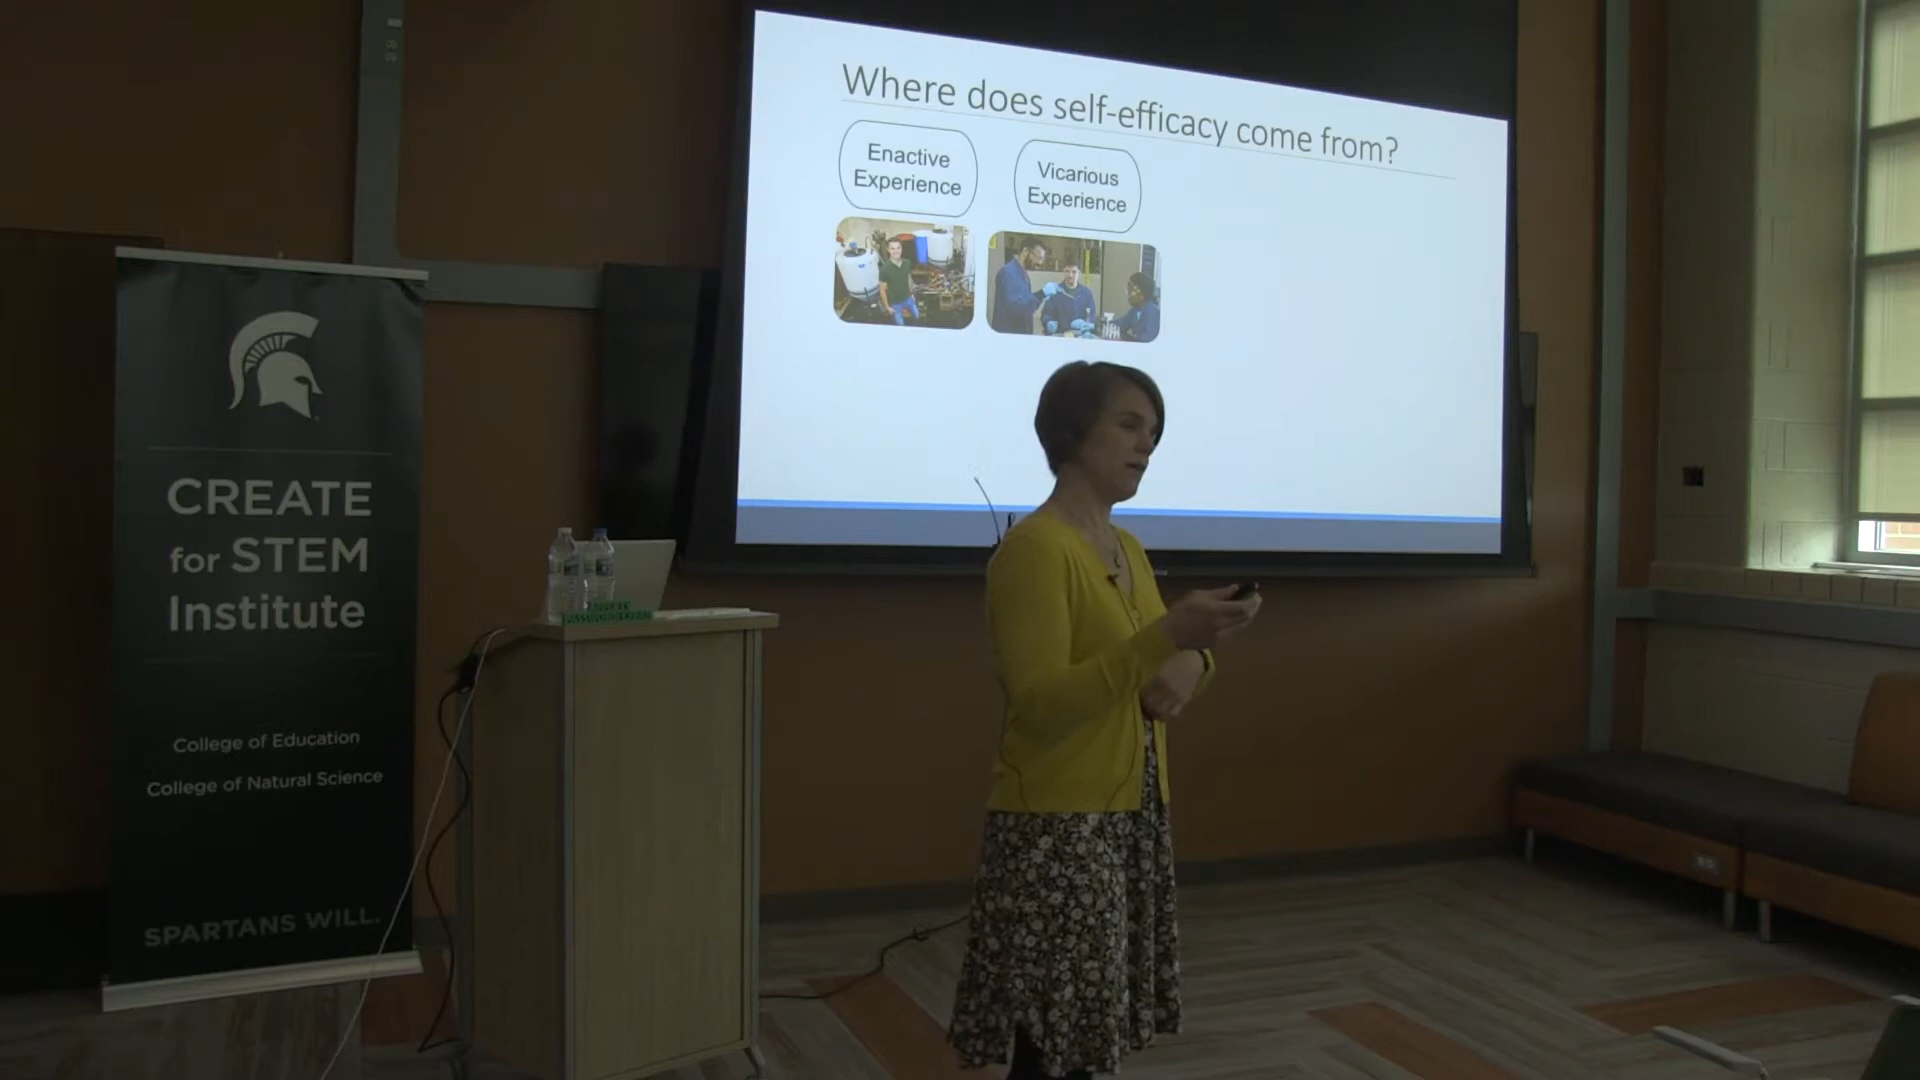 Where does self-efficacy come from?
Enactive
Experience
Vicarious
Experience
CREATE
for STEM
Institute
College of Education
College of Natural Science
SPARTANS WILL.